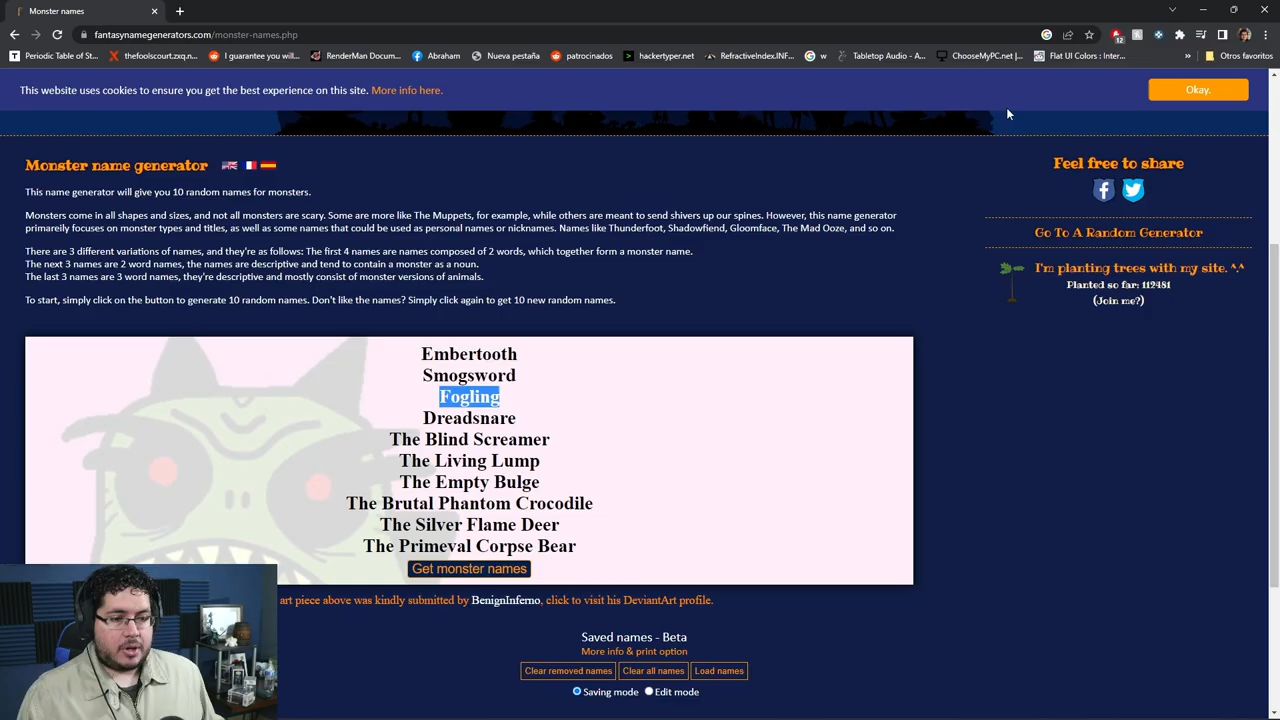 Monster names
fantasynamegenerators.com/monster-names.php
12
Periodic Table of St... thefoolscourt.zxq.n... I guarantee you will... RenderMan Docum... Abraham Nueva pestaña patrocinados hackertyper.net RefractiveIndex.INF... w Tabletop Audio - A... ChooseMyPC.net |... Flat UI Colors : Inter... Otros favoritos
This website uses cookies to ensure you get the best experience on this site. More info here.
Okay.
Monster name generator
This name generator will give you 10 random names for monsters.
Monsters come in all shapes and sizes, and not all monsters are scary. Some are more like The Muppets, for example, while others are meant to send shivers up our spines. However, this name generator
primareily focuses on monster types and titles, as well as some names that could be used as personal names or nicknames. Names like Thunderfoot, Shadowfiend, Gloomface, The Mad Ooze, and so on.
There are 3 different variations of names, and they're as follows: The first 4 names are names composed of 2 words, which together form a monster name.
The next 3 names are 2 word names, the names are descriptive and tend to contain a monster as a noun.
The last 3 names are 3 word names, they're descriptive and mostly consist of monster versions of animals.
To start, simply click on the button to generate 10 random names. Don't like the names? Simply click again to get 10 new random names.
Embertooth
Smogsword
Fogling
Dreadsnare
The Blind Screamer
The Living Lump
The Empty Bulge
The Brutal Phantom Crocodile
The Silver Flame Deer
The Primeval Corpse Bear
Get monster names
art piece above was kindly submitted by BenignInferno, click to visit his DeviantArt profile.
Saved names - Beta
More info & print option
Clear removed names Clear all names Load names
Saving mode Edit mode
Feel free to share
Go To A Random Generator
I'm planting trees with my site. ^.^
Planted so far: 112481
(Join me?)